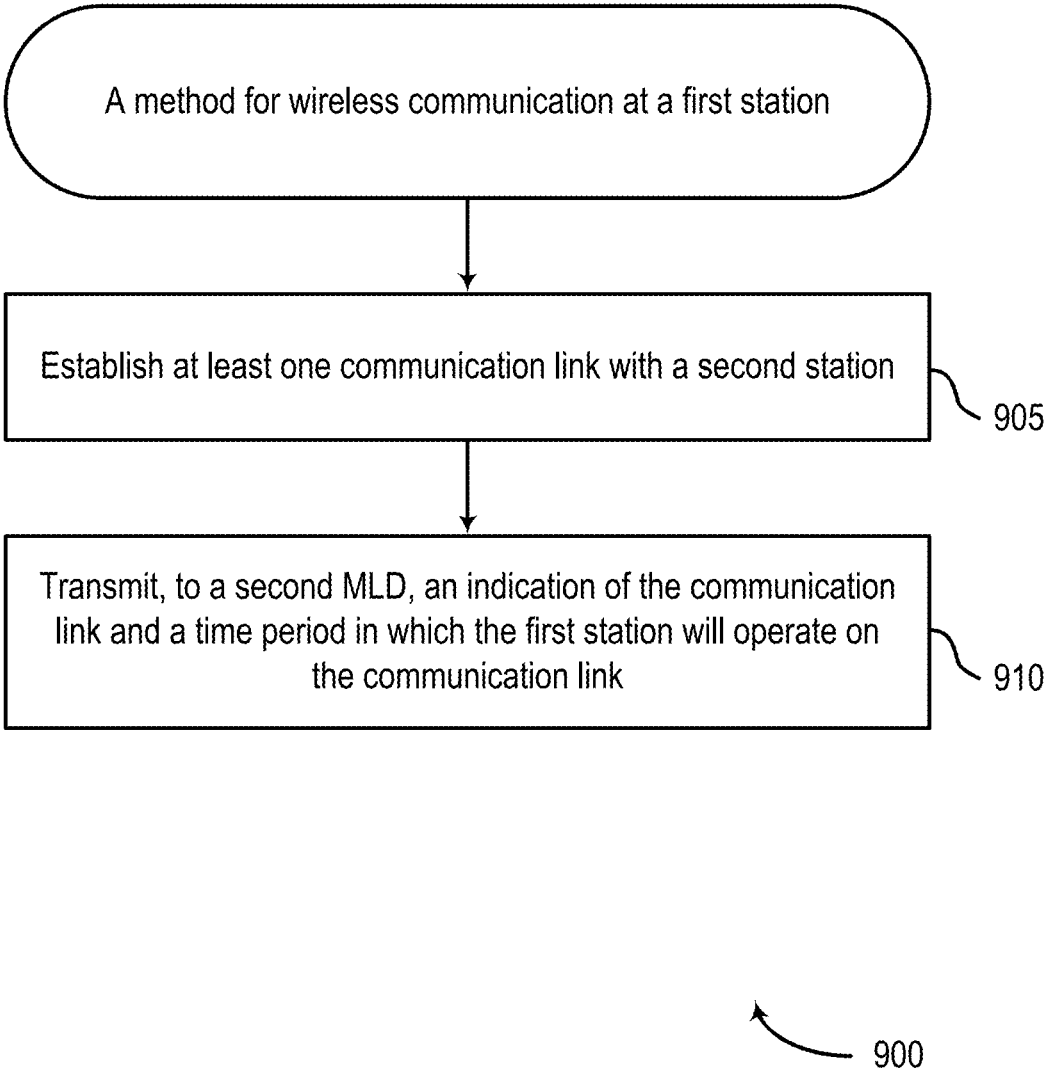 A method for wireless communication at a first station
Establish at least one communication link with a second station
905
Transmit, to a second MLD, an indication of the communication
link and a time period in which the first station will operate on
the communication link
910
900